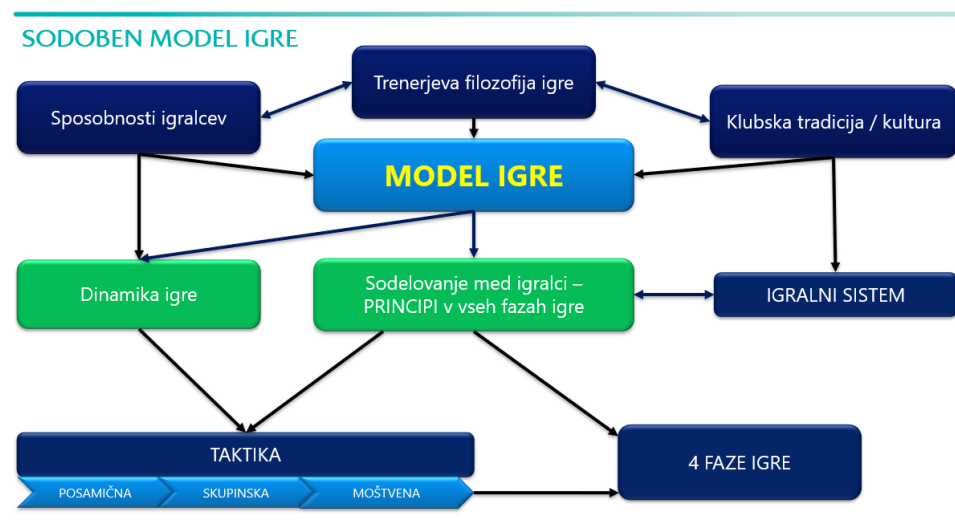 SODOBEN MODEL IGRE
Trenerjeva filozofija igre
Sposobnosti igralcev
Klubska tradicija / kultura
MODEL IGRE
Dinamika igre
Sodelovanje med igralci –
PRINCIPI v vseh fazah igre
IGRALNI SISTEM
TAKTIKA
4 FAZE IGRE
POSAMIČNA
SKUPINSKA
MOŠTVENA